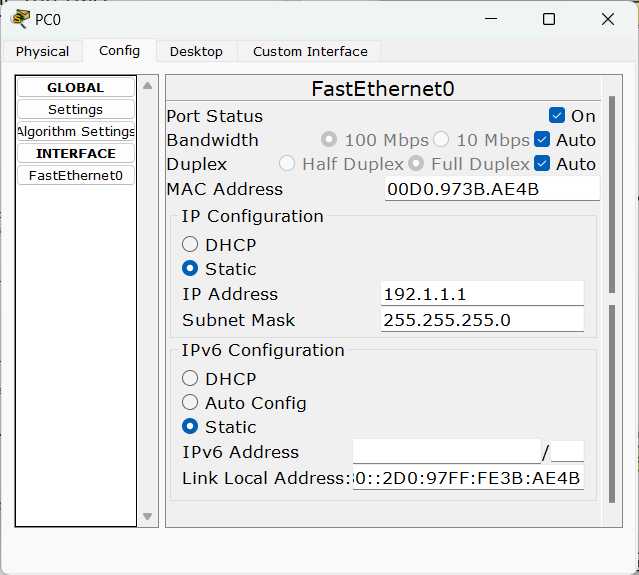 PC0
Physical Config Desktop Custom Interface
GLOBAL
Settings
Algorithm Settings
INTERFACE
FastEthernet0
FastEthernet0
Port Status On
Bandwidth 100 Mbps 10 Mbps Auto
Duplex Half Duplex Full Duplex Auto
MAC Address 00D0.973B.AE4B
IP Configuration
DHCP
Static
IP Address 192.1.1.1
Subnet Mask 255.255.255.0
IPv6 Configuration
DHCP
Auto Config
Static
IPv6 Address /
Link Local Address: 0::2D0:97FF:FE3B:AE4B